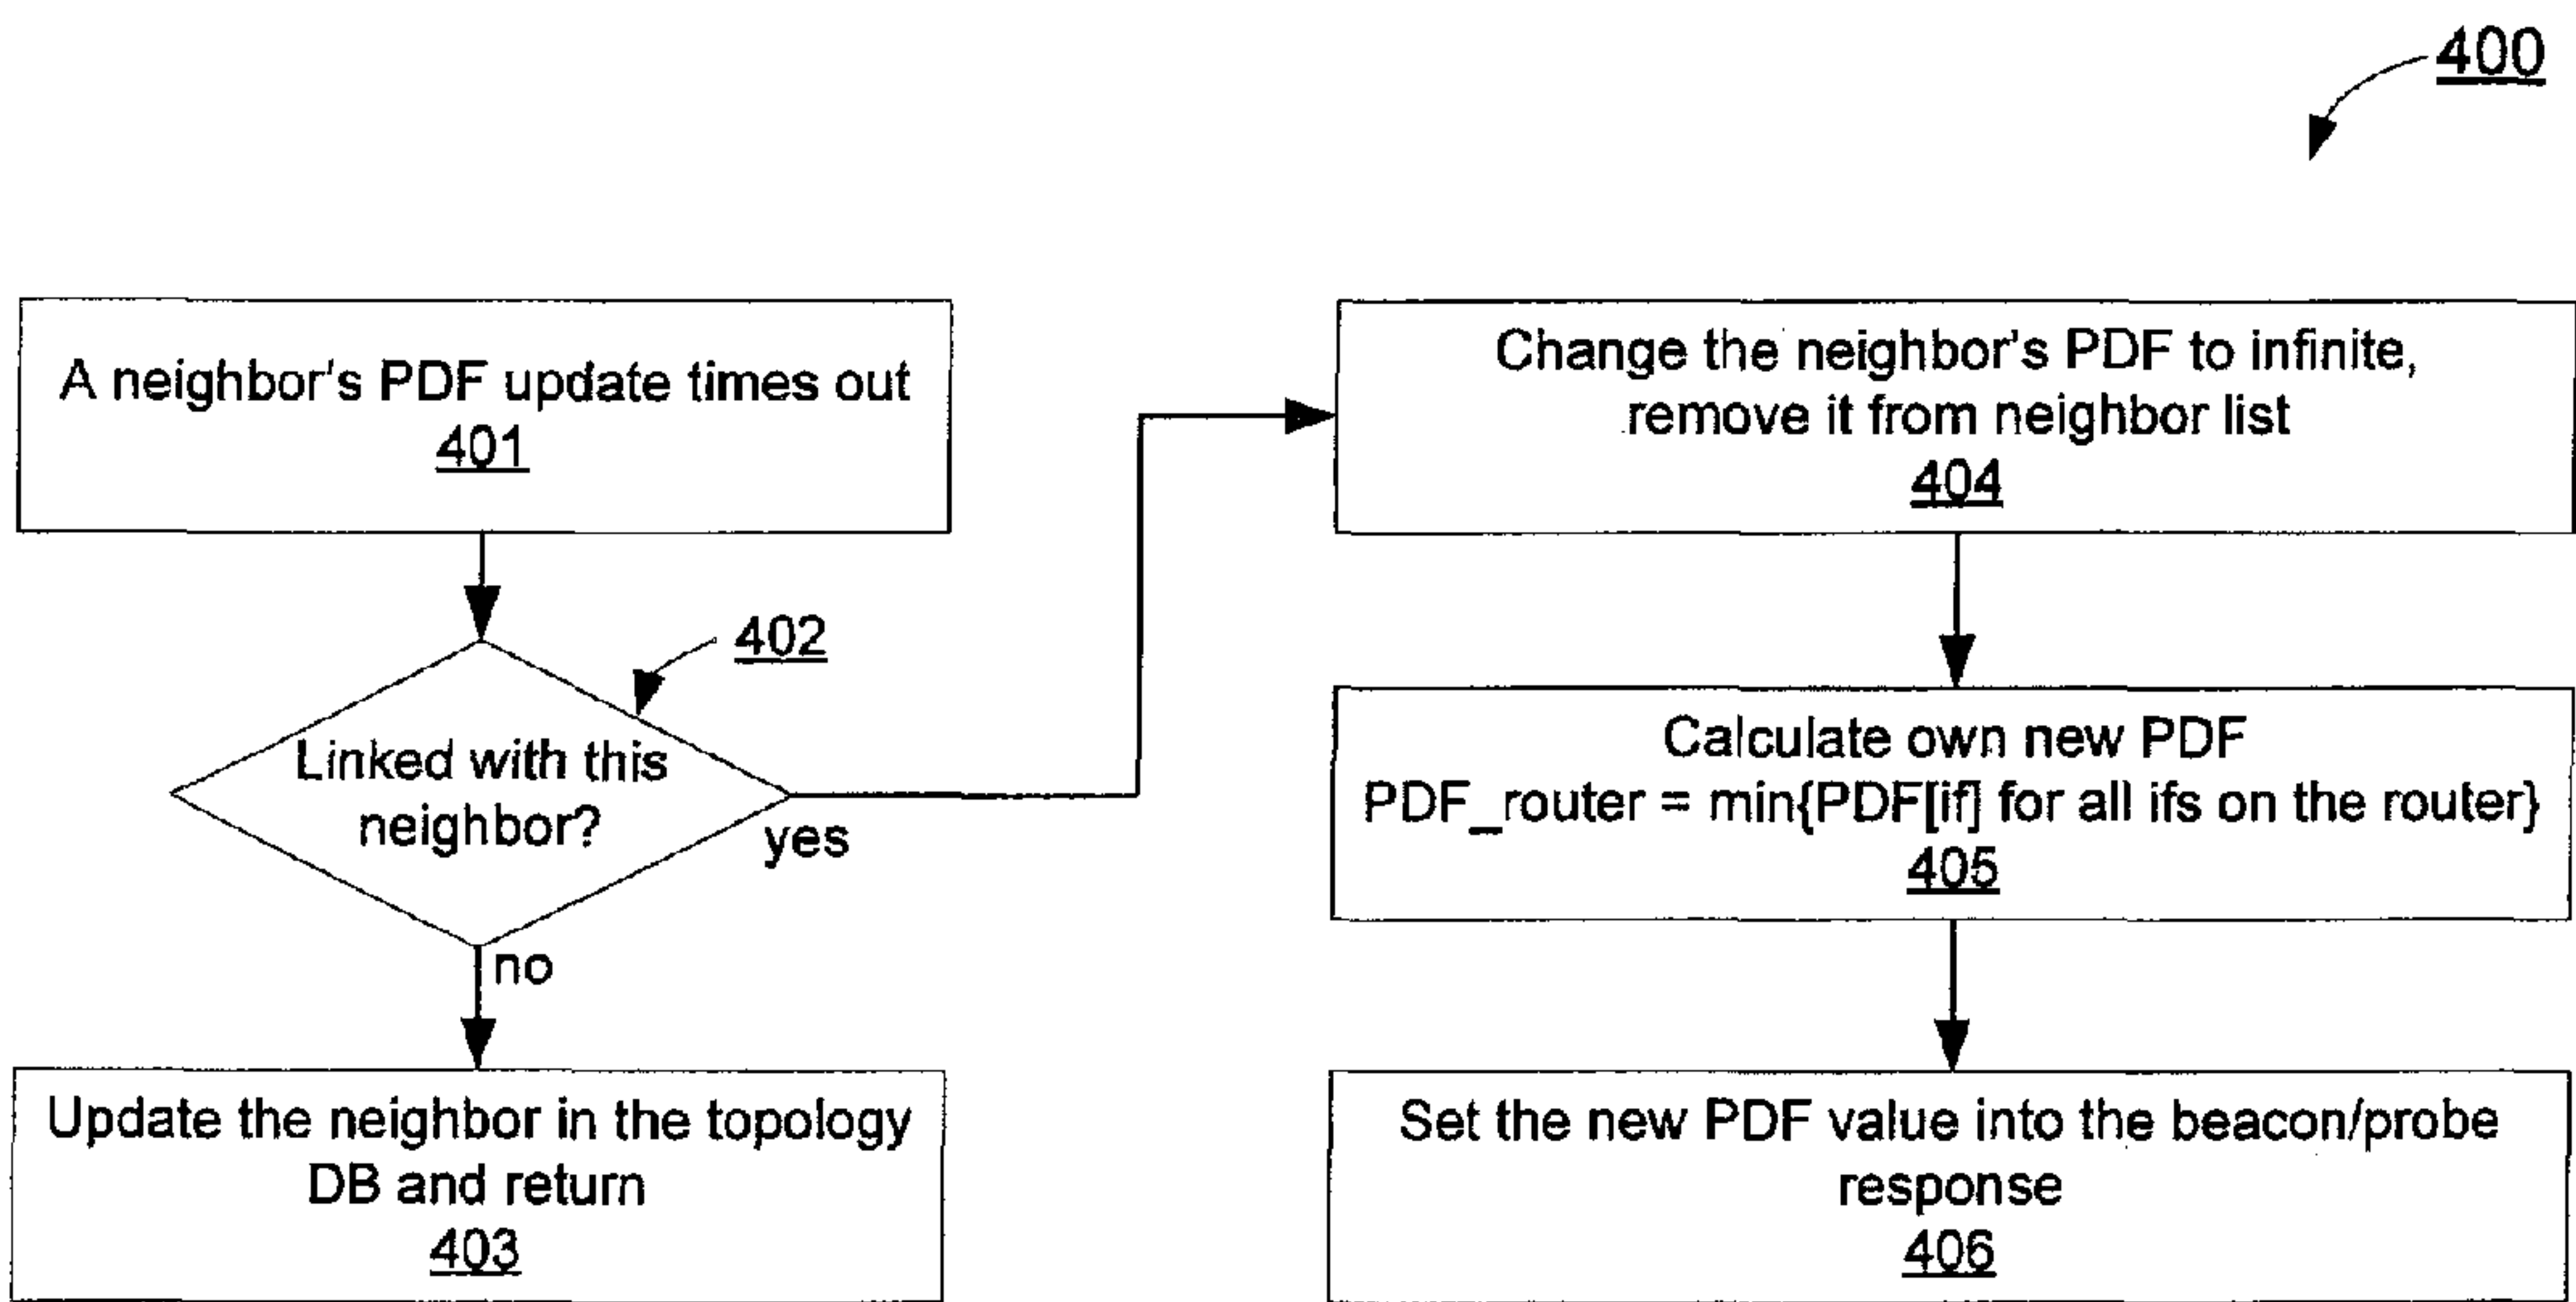 400
A neighbor's PDF update times out
401
402
Linked with this
neighbor?
yes
no
Update the neighbor in the topology
DB and return
403
Change the neighbor's PDF to infinite,
remove it from neighbor list
404
Calculate own new PDF
PDF_router = min{PDF[if] for all ifs on the router}
405
Set the new PDF value into the beacon/probe
response
406